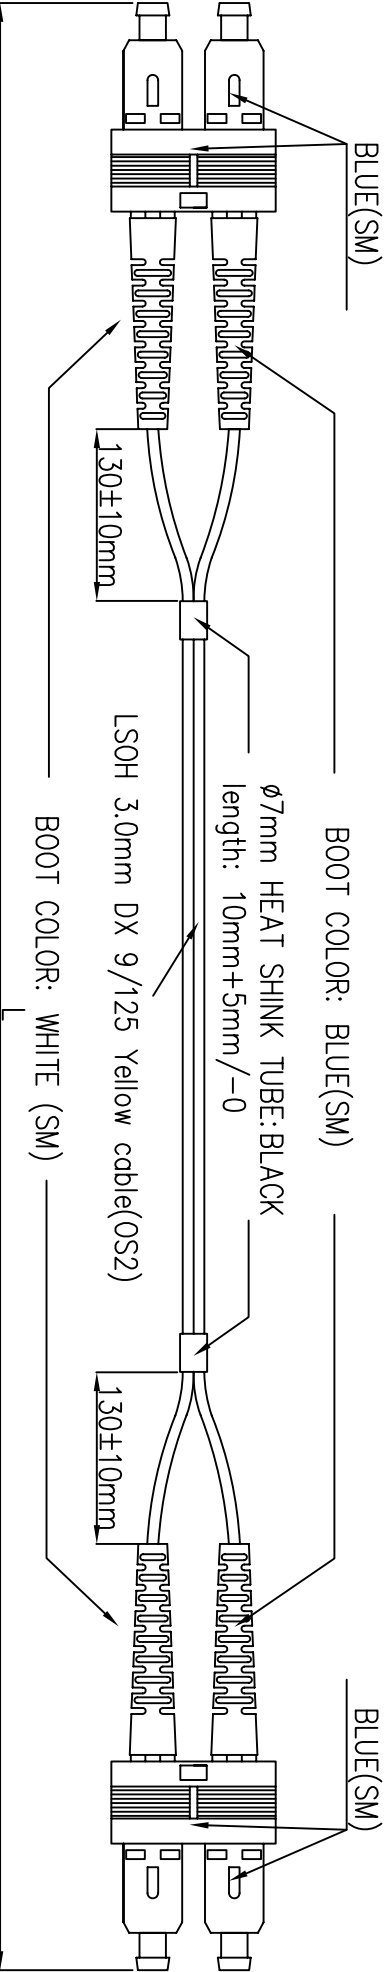 BLUE(SM)
BLUE(SM)
BOOT COLOR: BLUE(SM)
Ø7mm HEAT SHINK TUBE:BLACK
length: 10mm+5mm/-0
130±10mm
130±10mm
LSOH 3.0mm DX 9/125 Yellow cable(OS2)
BOOT COLOR: WHITE (SM)
L